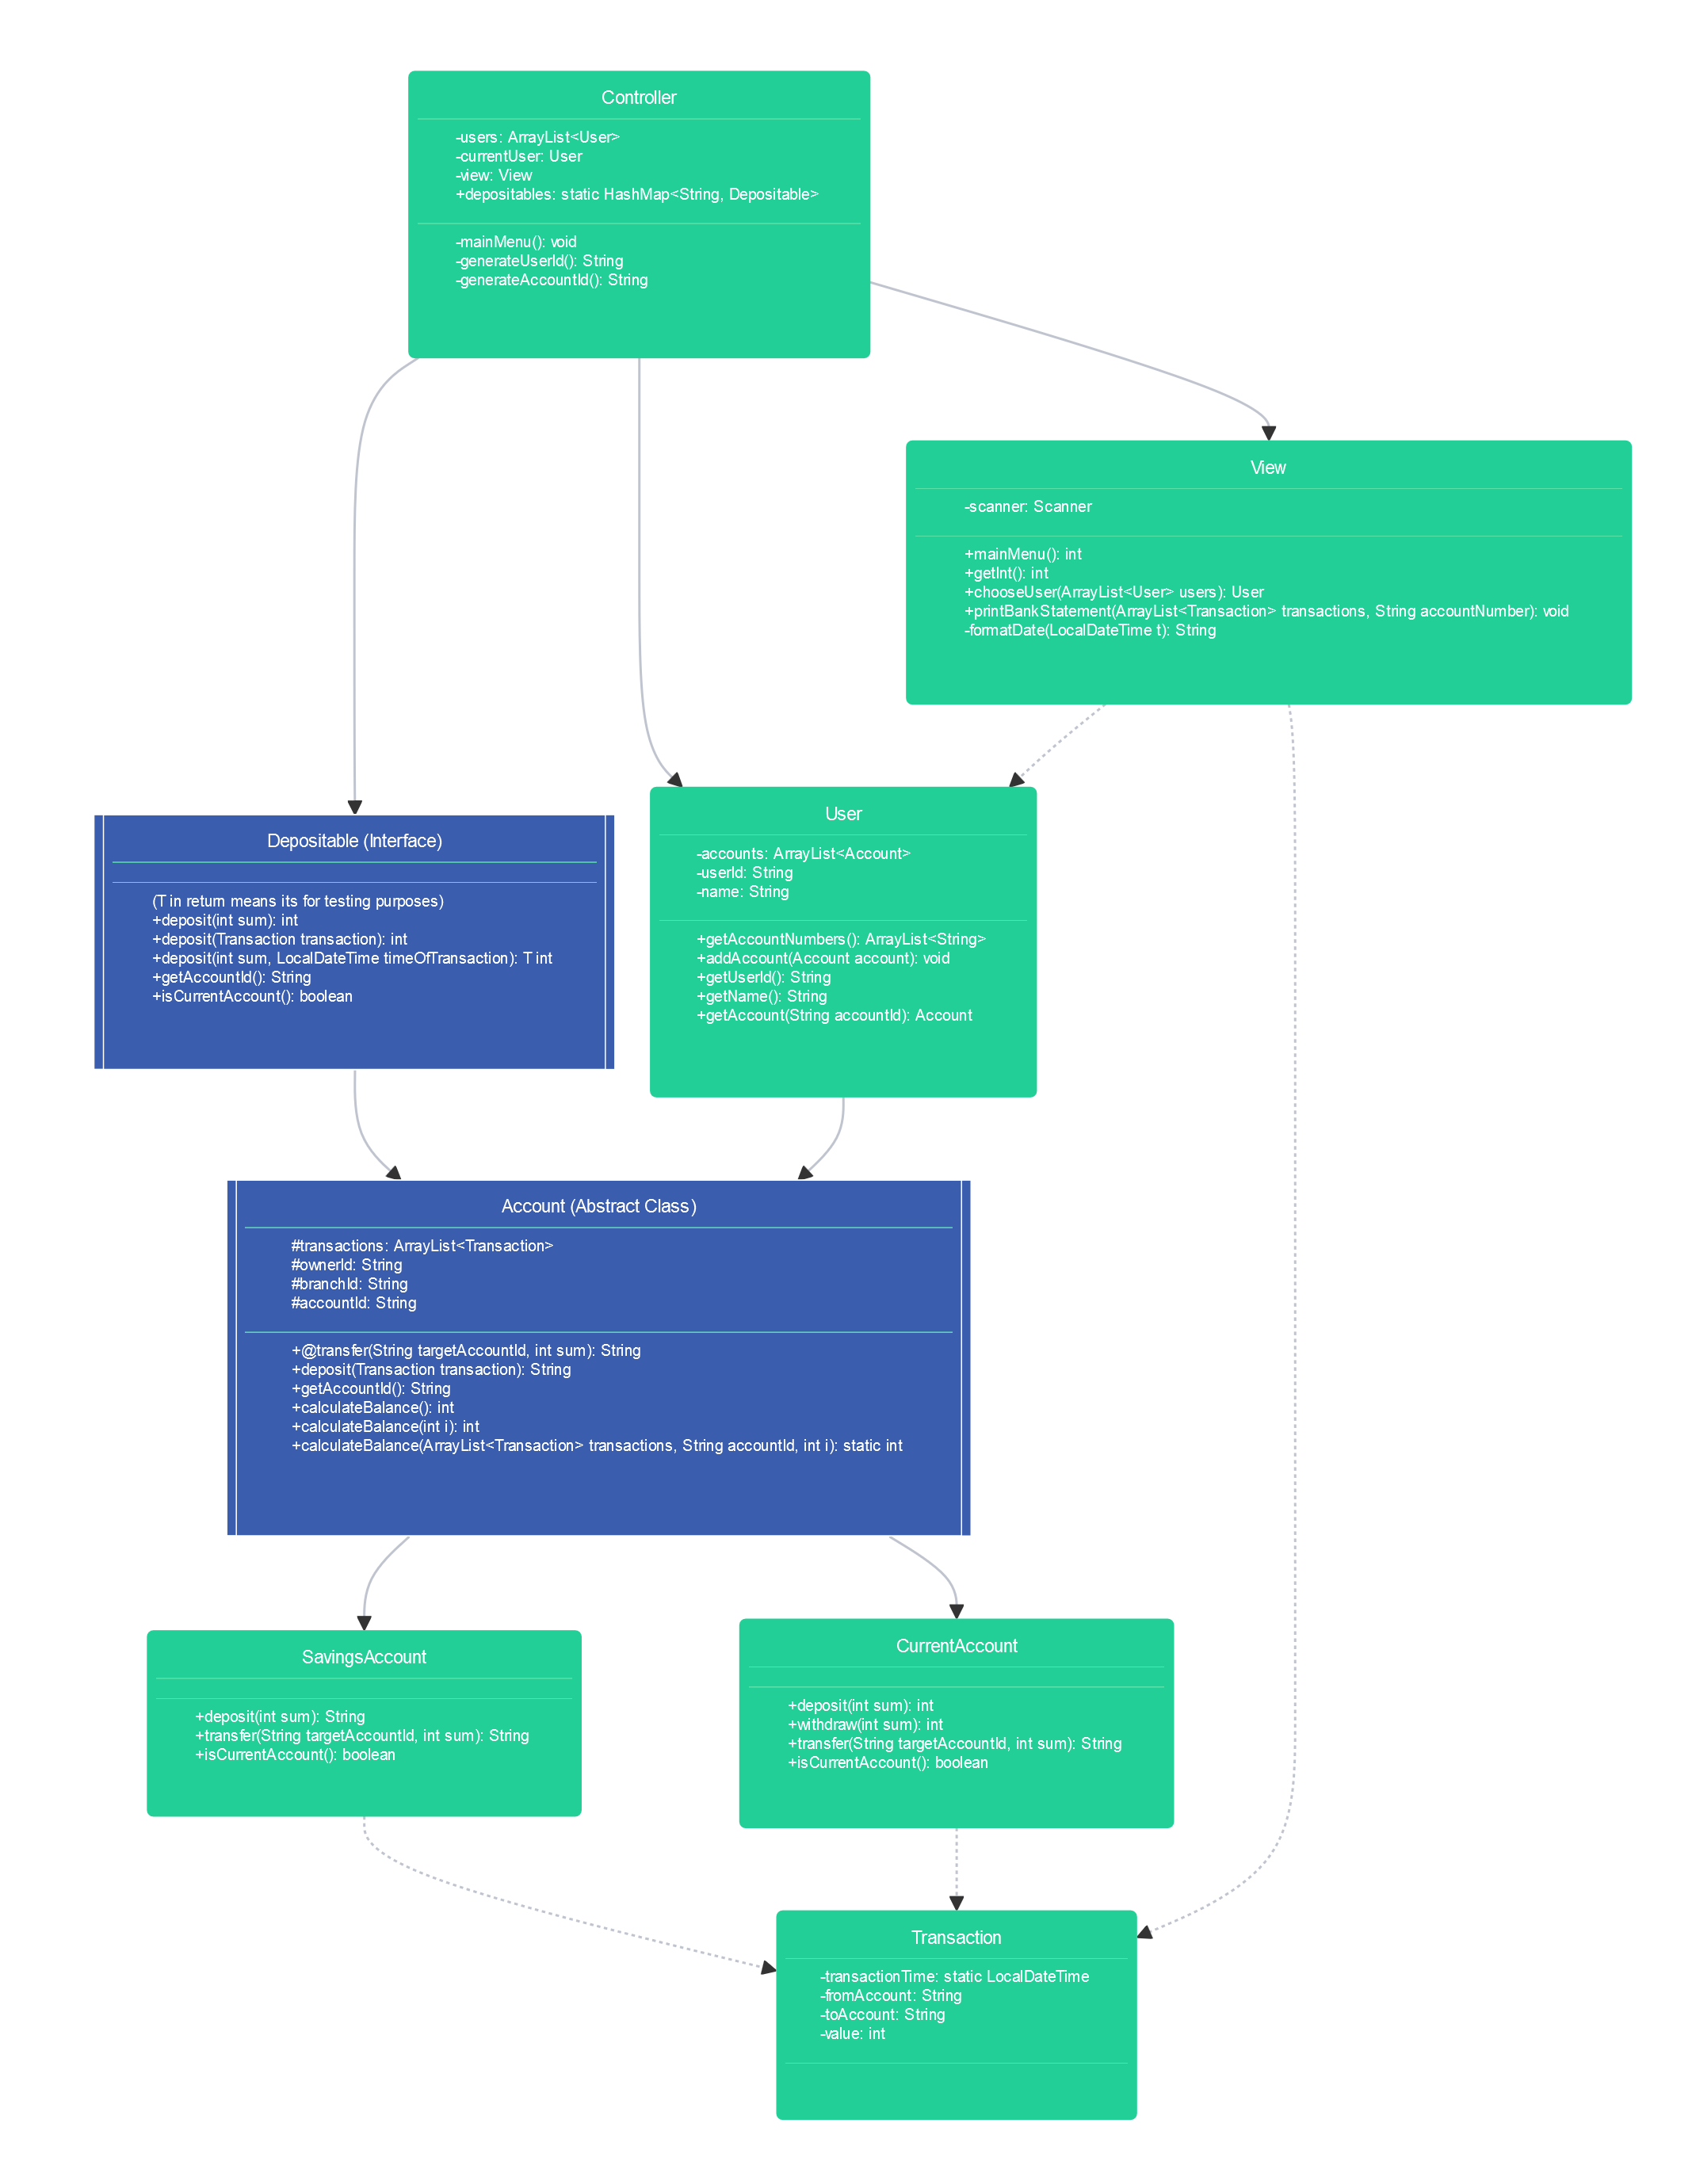 Controller
-users: ArrayList<User>
-currentUser: User
-view: View
+depositables: static HashMap<String, Depositable>
-mainMenu(): void
-generateUserId(): String
-generateAccountId(): String
View
-scanner: Scanner
+mainMenu(): int
+getInt(): int
+chooseUser(ArrayList<User> users): User
+printBankStatement(ArrayList<Transaction> transactions, String accountNumber): void
-formatDate(LocalDateTime t): String
Depositable (Interface)
(T in return means its for testing purposes)
+deposit(int sum): int
+deposit(Transaction transaction): int
+deposit(int sum, LocalDateTime timeOfTransaction): T int
+getAccountId(): String
+isCurrentAccount(): boolean
User
-accounts: ArrayList<Account>
-userId: String
-name: String
+getAccountNumbers(): ArrayList<String>
+addAccount(Account account): void
+getUserId(): String
+getName(): String
+getAccount(String accountId): Account
Account (Abstract Class)
#transactions: ArrayList<Transaction>
#ownerId: String
#branchId: String
#accountId: String
+@transfer(String targetAccountId, int sum): String
+deposit(Transaction transaction): String
+getAccountId(): String
+calculateBalance(): int
+calculateBalance(int i): int
+calculateBalance(ArrayList<Transaction> transactions, String accountId, int i): static int
SavingsAccount
+deposit(int sum): String
+transfer(String targetAccountId, int sum): String
+isCurrentAccount(): boolean
CurrentAccount
+deposit(int sum): int
+withdraw(int sum): int
+transfer(String targetAccountId, int sum): String
+isCurrentAccount(): boolean
Transaction
-transactionTime: static LocalDateTime
-fromAccount: String
-toAccount: String
-value: int